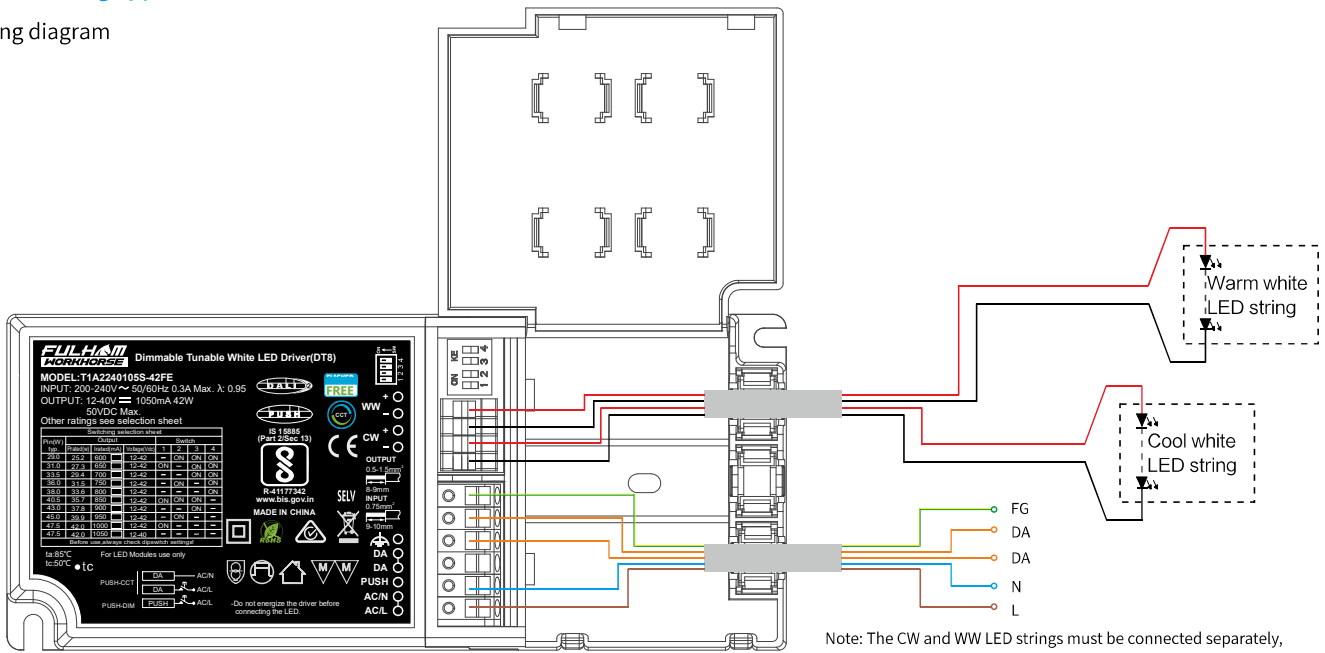 ng diagram
FULHAM
WORKHORSE
Dimmable Tunable White LED Driver(DT8)
MODEL:T1A2240105S-42FE
INPUT: 200-240V～ 50/60Hz 0.3A Max. λ: 0.95
OUTPUT: 12-40V ⎓ 1050mA 42W
50VDC Max.
Other ratings see selection sheet
Switching selection sheet
Pin(W) typ. Output Switch
Prated(w) Irated(mA) Voltage(Vdc) 1 2 3 4
29.0 25.2 600 12-42 – ON ON ON
31.0 27.3 650 12-42 ON – ON ON
33.5 29.4 700 12-42 – – ON ON
36.0 31.5 750 12-42 – ON – ON
38.0 33.6 800 12-42 – – – ON
40.5 35.7 850 12-42 ON ON ON –
43.0 37.8 900 12-42 – – ON –
45.0 39.9 950 12-42 – ON – –
47.5 42.0 1000 12-42 ON – – –
47.5 42.0 1050 12-40 – – – –
Before use,always check dipswitch settings!
ta:85℃
tc:50℃
tc
For LED Modules use only
PUSH-CCT DA AC/N
DA AC/L
PUSH-DIM PUSH AC/L
PUSH
FREE
CCT
IS 15885
(Part 2/Sec 13)
R-41177342
www.bis.gov.in
MADE IN CHINA
RoHS
SELV
CE
M M
-Do not energize the driver before
connecting the LED.
1 2 3 4
+
WW
–
+
CW
–
OUTPUT
0.5-1.5mm²
8-9mm
INPUT
0.75mm²
9-10mm
DA
DA
PUSH
AC/N
AC/L
ON KE
1 2 3 4
Warm white
LED string
Cool white
LED string
FG
DA
DA
N
L
Note: The CW and WW LED strings must be connected separately,